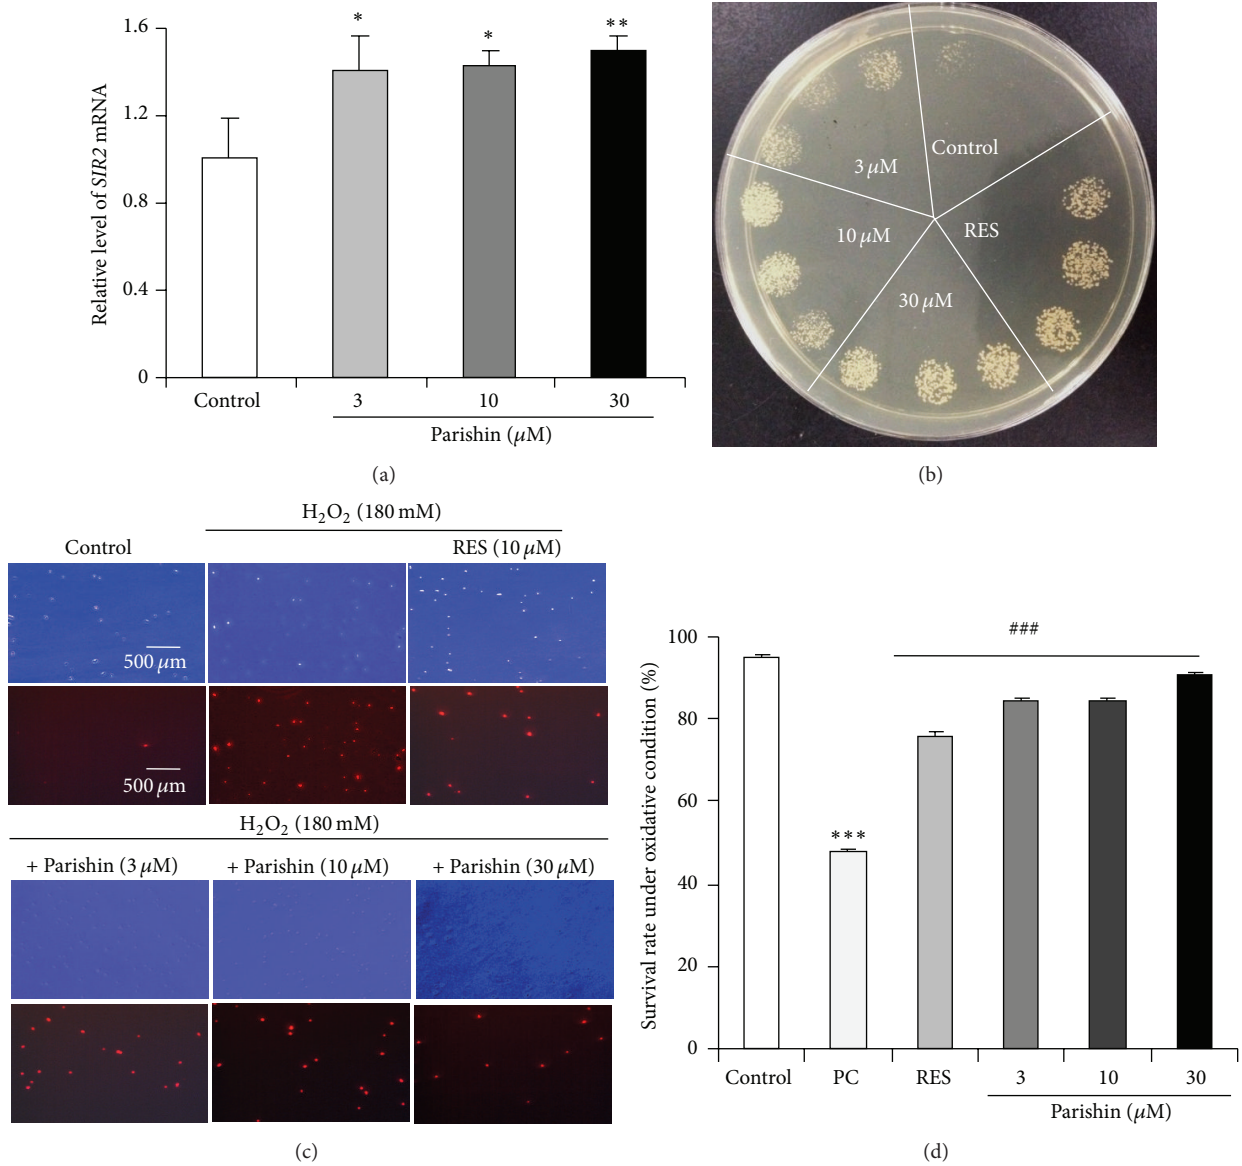 1.6
1.2
0.8
0.4
0
Relative level of SIR2 mRNA
*
*
**
Control
3
10
30
Parishin (μM)
(a)
Control
3 μM
RES
10 μM
30 μM
(b)
H₂O₂ (180 mM)
Control
RES (10 μM)
500 μm
500 μm
H₂O₂ (180 mM)
+ Parishin (3 μM)
+ Parishin (10 μM)
+ Parishin (30 μM)
(c)
100
80
60
40
20
0
Survival rate under oxidative condition (%)
***
###
Control
PC
RES
3
10
30
Parishin (μM)
(d)